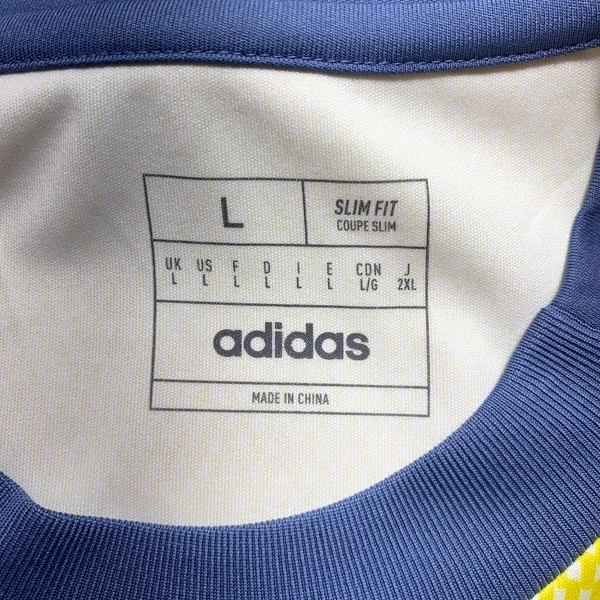 L
SLIM FIT
COUPE SLIM
UK US F D I E CDN J
L L L L L L L/G 2XL
adidas
MADE IN CHINA